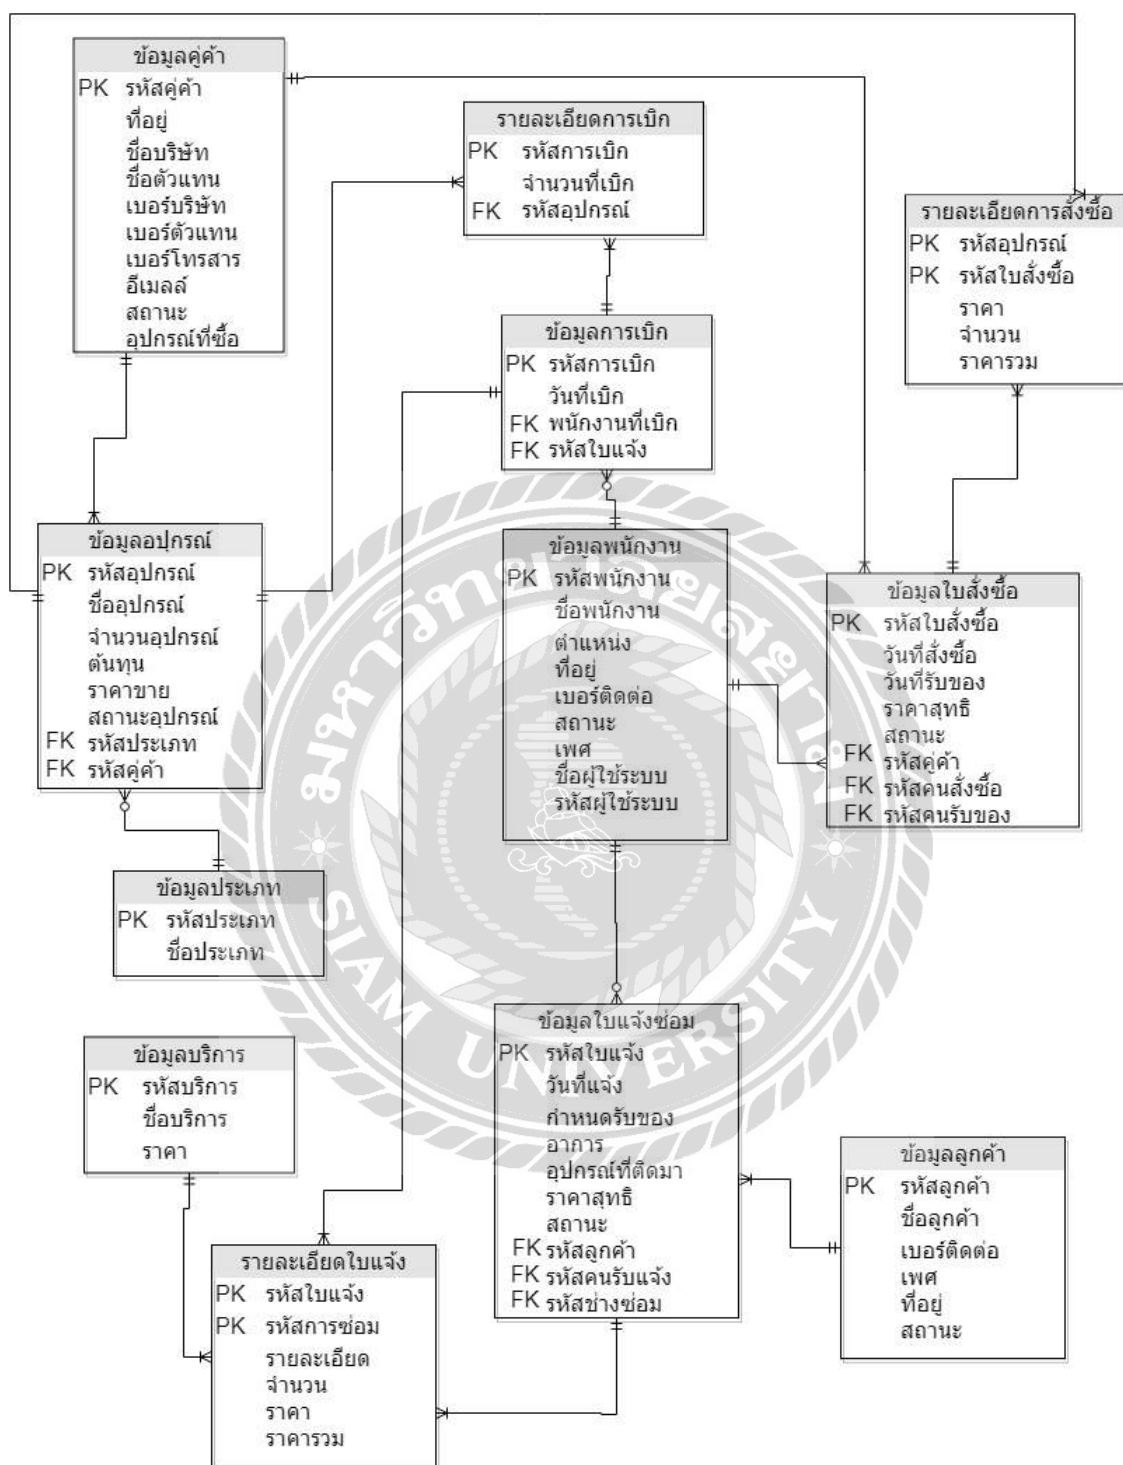 ข้อมูลคู่ค้า
PK รหัสคู่ค้า
ที่อยู่
ชื่อบริษัท
ชื่อตัวแทน
เบอร์บริษัท
เบอร์ตัวแทน
เบอร์โทรสาร
อีเมลล์
สถานะ
อุปกรณ์ที่ซื้อ
รายละเอียดการเบิก
PK รหัสการเบิก
จำนวนที่เบิก
FK รหัสอุปกรณ์
รายละเอียดการสั่งซื้อ
PK รหัสอุปกรณ์
PK รหัสใบสั่งซื้อ
ราคา
จำนวน
ราคารวม
ข้อมูลการเบิก
PK รหัสการเบิก
วันที่เบิก
FK พนักงานที่เบิก
FK รหัสใบแจ้ง
ข้อมูลอปุกรณ์
PK รหัสอุปกรณ์
ชื่ออุปกรณ์
จำนวนอุปกรณ์
ต้นทุน
ราคาขาย
สถานะอุปกรณ์
FK รหัสประเภท
FK รหัสคู่ค้า
ข้อมูลพนักงาน
PK รหัสพนักงาน
ชื่อพนักงาน
ตำแหน่ง
ที่อยู่
เบอร์ติดต่อ
สถานะ
เพศ
ชื่อผู้ใช้ระบบ
รหัสผู้ใช้ระบบ
ข้อมูลใบสั่งซื้อ
PK รหัสใบสั่งซื้อ
วันที่สั่งซื้อ
วันที่รับของ
ราคาสุทธิ
สถานะ
FK รหัสคู่ค้า
FK รหัสคนสั่งซื้อ
FK รหัสคนรับของ
ข้อมูลประเภท
PK รหัสประเภท
ชื่อประเภท
ข้อมูลบริการ
PK รหัสบริการ
ชื่อบริการ
ราคา
ข้อมูลใบแจ้งซ่อม
PK รหัสใบแจ้ง
วันที่แจ้ง
กำหนดรับของ
อาการ
อุปกรณ์ที่ติดมา
ราคาสุทธิ
สถานะ
FK รหัสลูกค้า
FK รหัสคนรับแจ้ง
FK รหัสช่างซ่อม
ข้อมูลลูกค้า
PK รหัสลูกค้า
ชื่อลูกค้า
เบอร์ติดต่อ
เพศ
ที่อยู่
สถานะ
รายละเอียดใบแจ้ง
PK รหัสใบแจ้ง
PK รหัสการซ่อม
รายละเอียด
จำนวน
ราคา
ราคารวม
มหาวิทยาลัยสยาม
SIAM UNIVERSITY